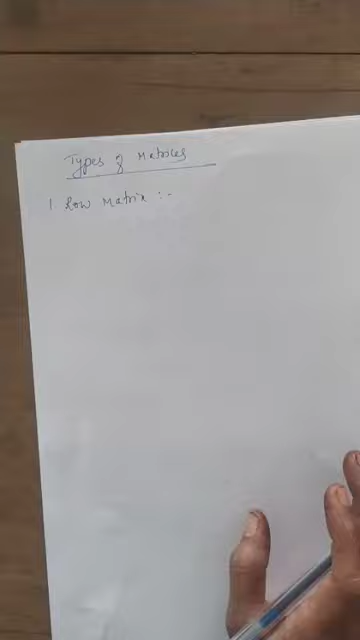 Types of Matrices
1 Row Matrix :-